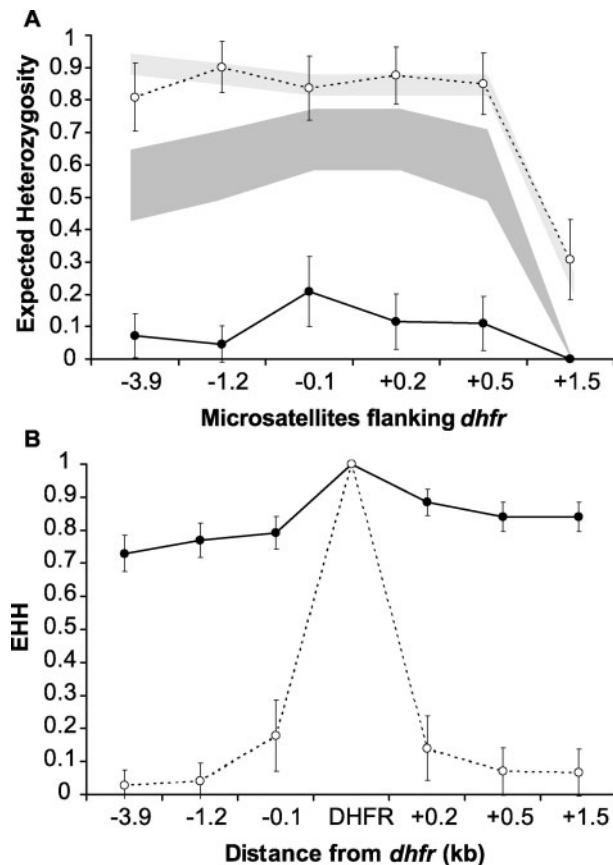 A
Expected Heterozygosity
1
0.9
0.8
0.7
0.6
0.5
0.4
0.3
0.2
0.1
0
-3.9 -1.2 -0.1 +0.2 +0.5 +1.5
Microsatellites flanking dhfr
B
EHH
1
0.9
0.8
0.7
0.6
0.5
0.4
0.3
0.2
0.1
0
-3.9 -1.2 -0.1 DHFR +0.2 +0.5 +1.5
Distance from dhfr (kb)